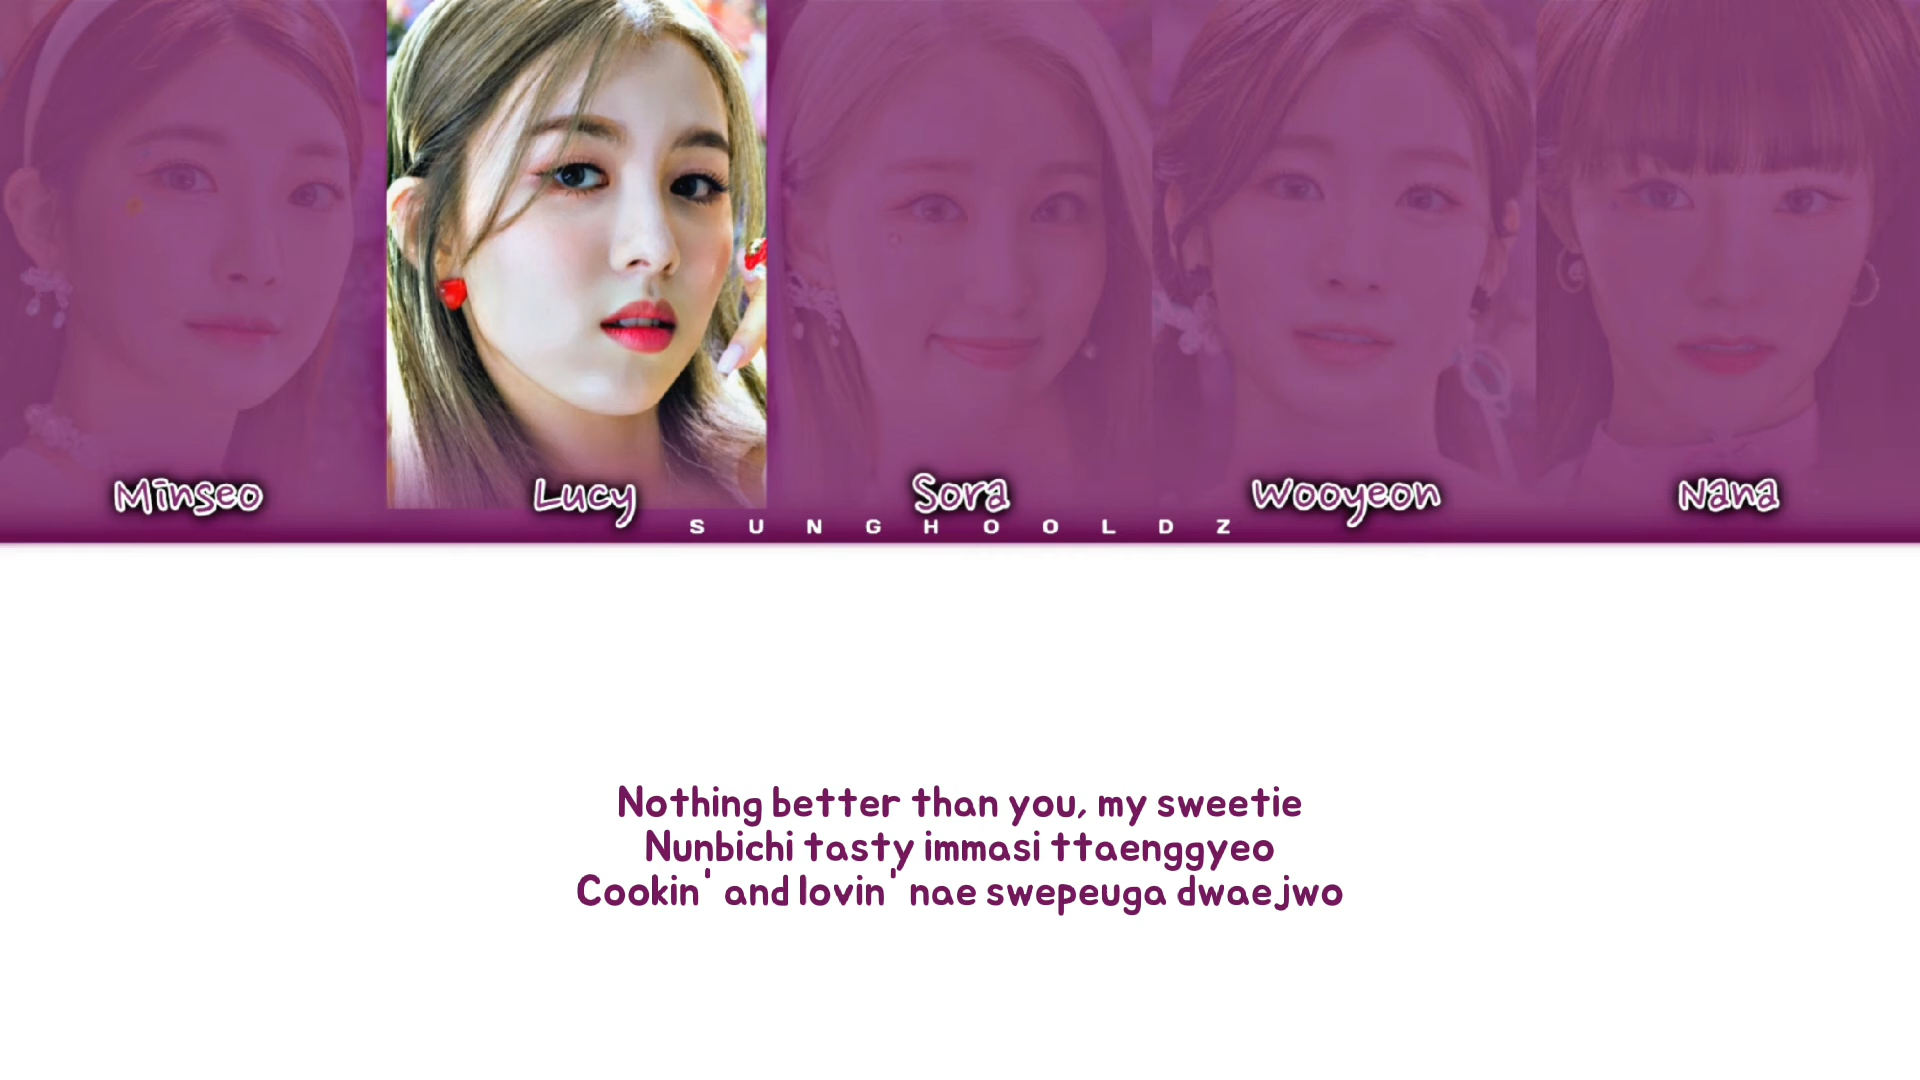 Minseo
Lucy
Sora
Wooyeon
Nana
SUNGHOOLDZ
Nothing better than you, my sweetie
Nunbichi tasty immasi ttaenggyeo
Cookin' and lovin' nae swepeuga dwaejwo